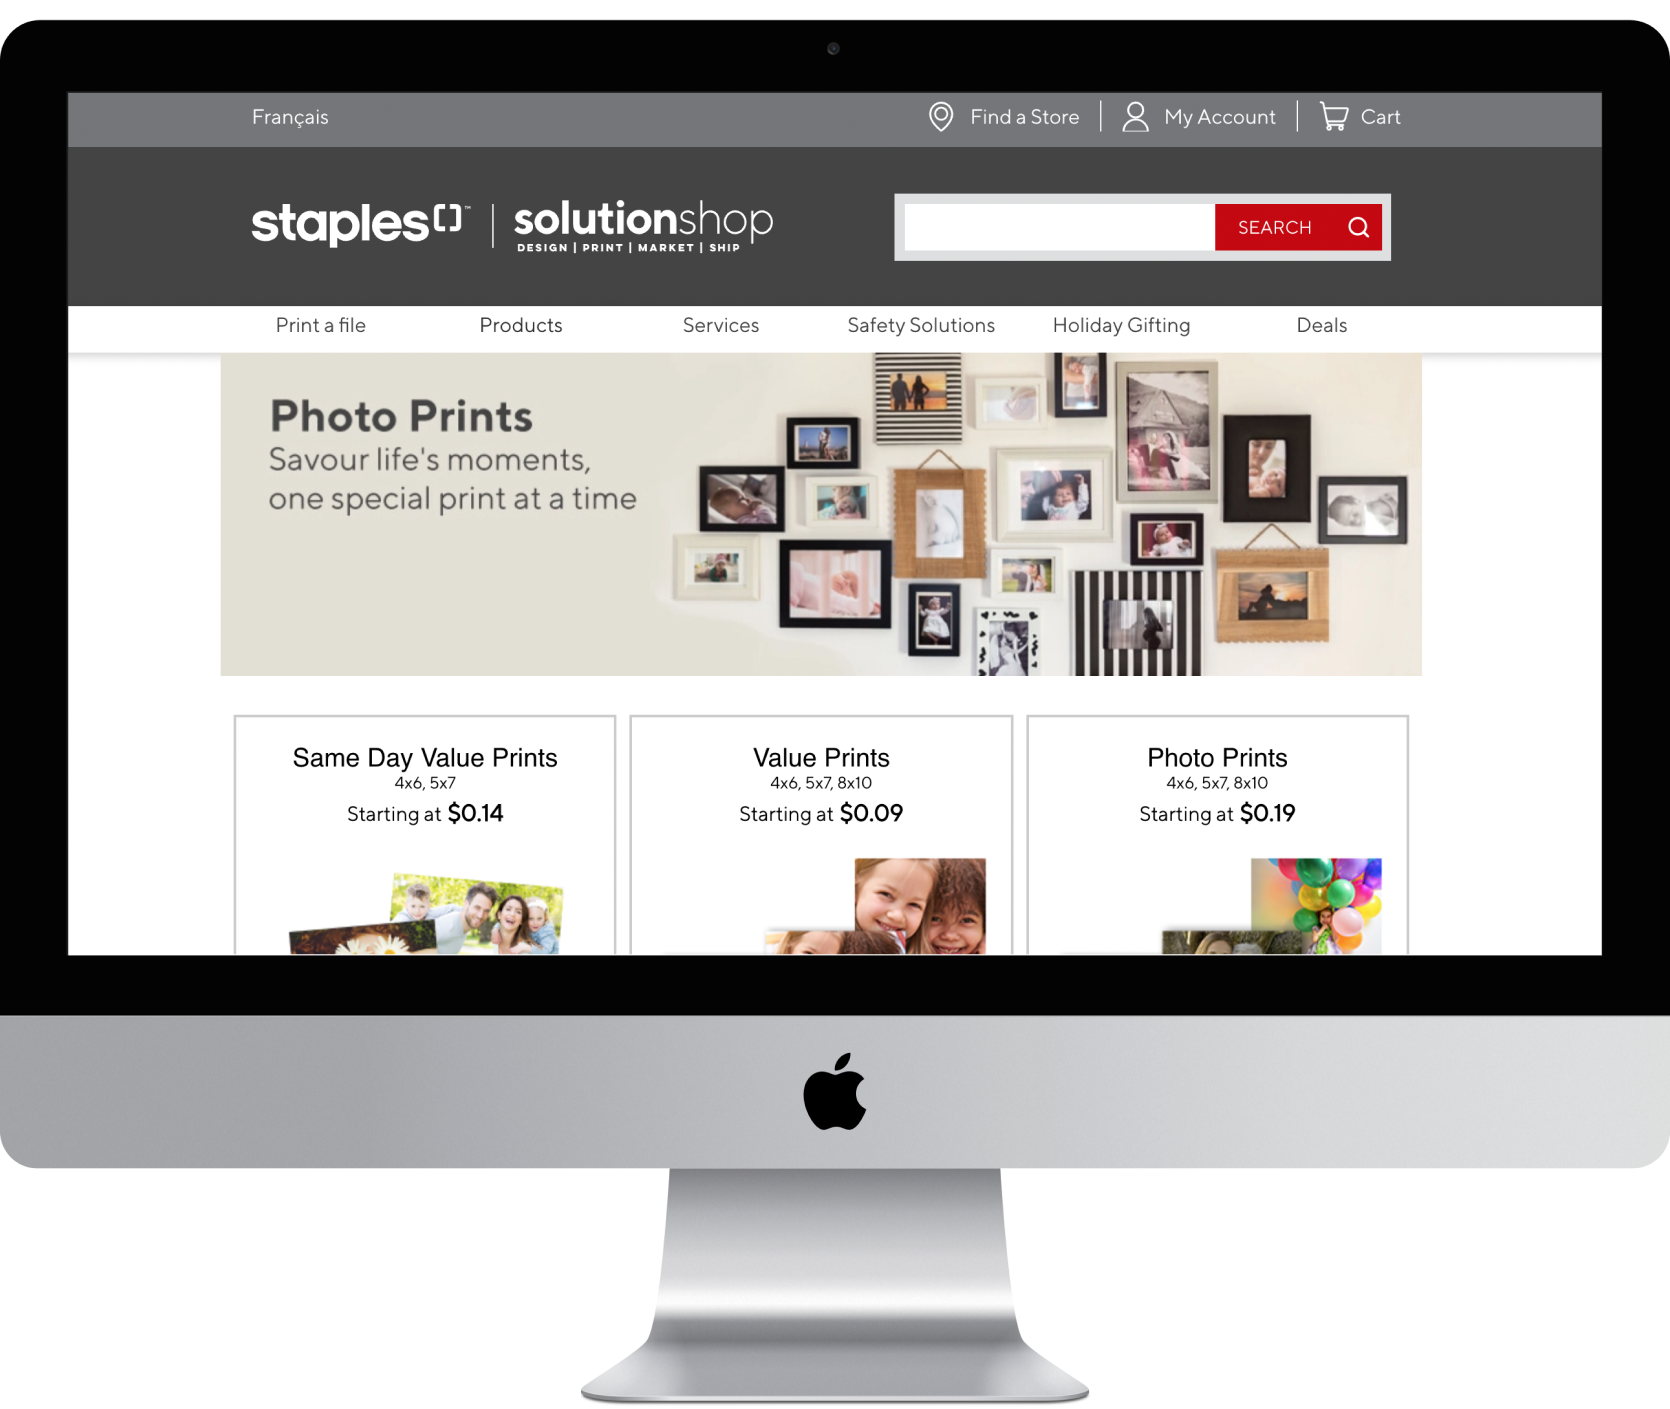 Français
Find a Store
My Account
Cart
staples™
solutionshop
DESIGN | PRINT | MARKET | SHIP
SEARCH
Print a file
Products
Services
Safety Solutions
Holiday Gifting
Deals
Photo Prints
Savour life's moments,
one special print at a time
Same Day Value Prints
4x6, 5x7
Starting at $0.14
Value Prints
4x6, 5x7, 8x10
Starting at $0.09
Photo Prints
4x6, 5x7, 8x10
Starting at $0.19